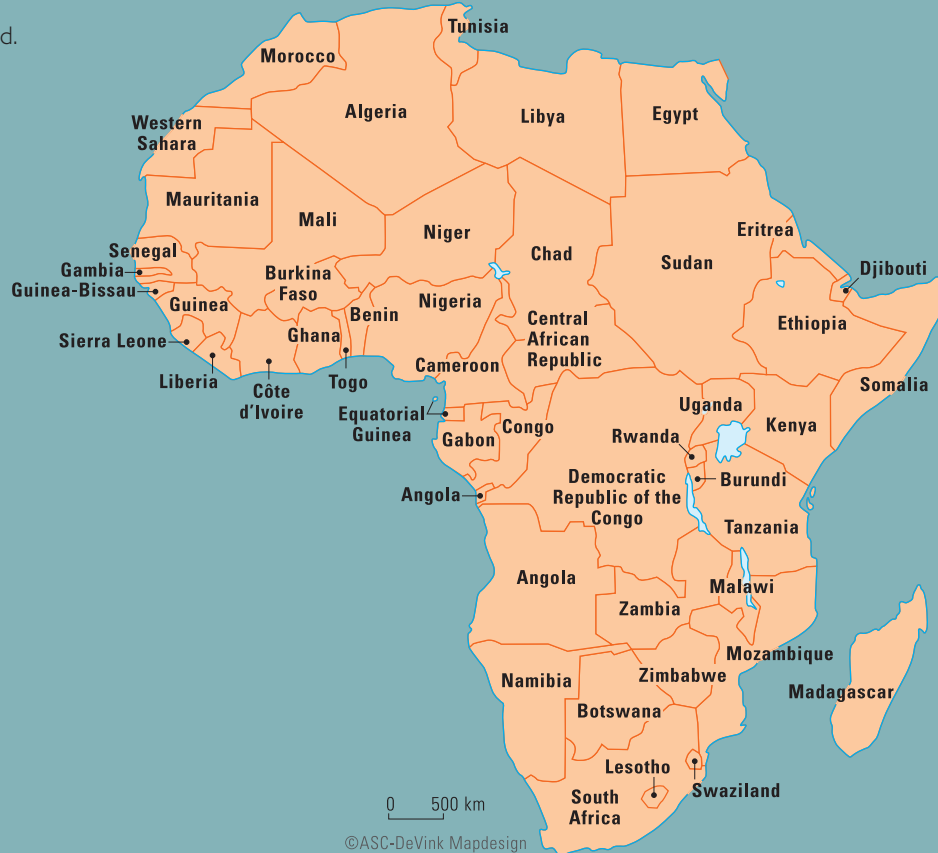 d.
Tunisia
Morocco
Algeria
Libya
Egypt
Western
Sahara
Mauritania
Mali
Niger
Chad
Sudan
Eritrea
Senegal
Gambia
Guinea-Bissau
Guinea
Burkina
Faso
Nigeria
Benin
Ghana
Djibouti
Ethiopia
Central
African
Republic
Sierra Leone
Liberia
Côte
d'Ivoire
Togo
Cameroon
Somalia
Equatorial
Guinea
Gabon
Congo
Uganda
Kenya
Rwanda
Burundi
Democratic
Republic of the
Congo
Angola
Tanzania
Angola
Malawi
Zambia
Mozambique
Namibia
Zimbabwe
Madagascar
Botswana
Lesotho
Swaziland
South
Africa
0 500 km
©ASC-DeVink Mapdesign